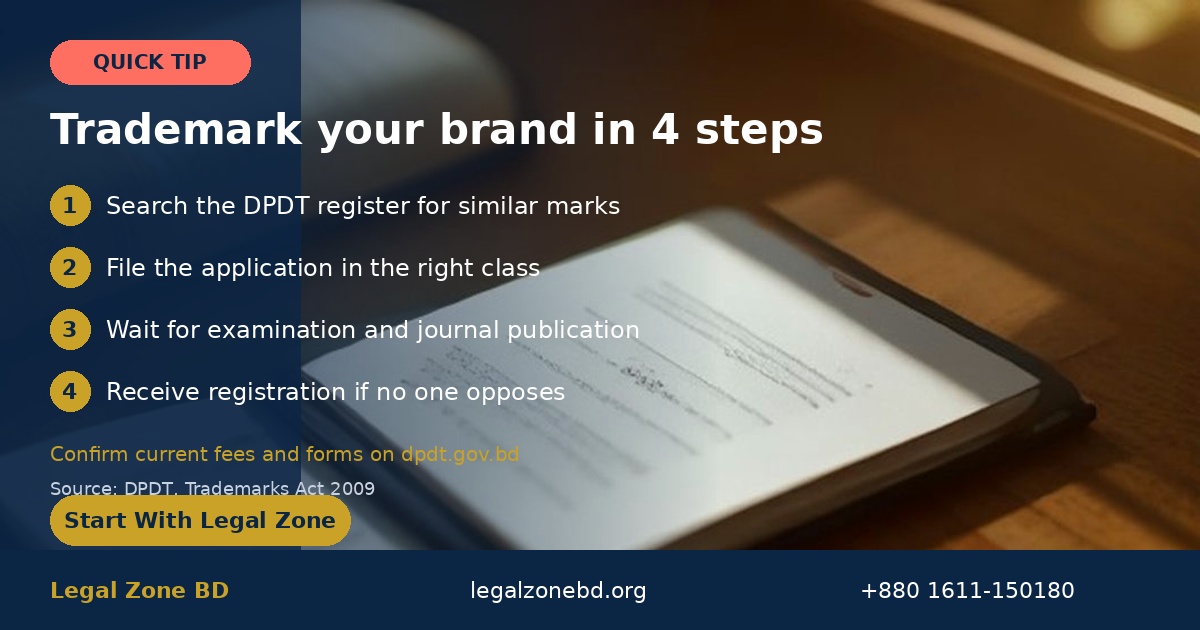 QUICK TIP
Trademark your brand in 4 steps
1 Search the DPDT register for similar marks
2 File the application in the right class
3 Wait for examination and journal publication
4 Receive registration if no one opposes
Confirm current fees and forms on dpdt.gov.bd
Source: DPDT, Trademarks Act 2009
Start With Legal Zone
Legal Zone BD legalzonebd.org +880 1611-150180